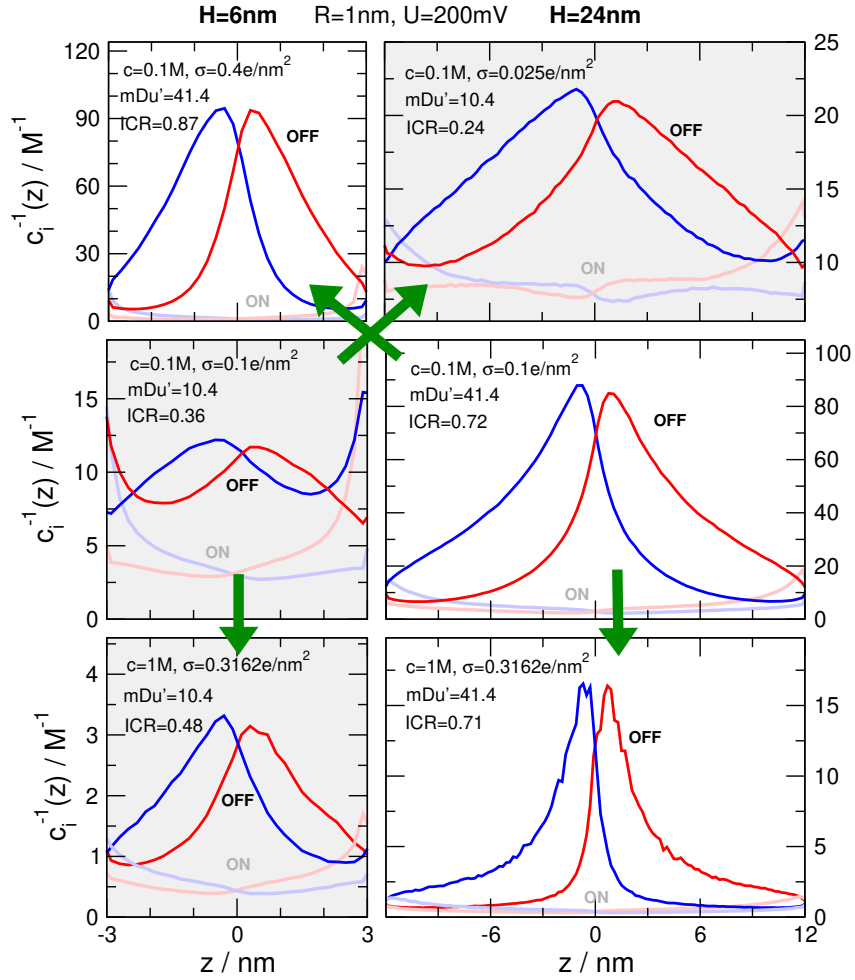 H=6nm R=1nm, U=200mV H=24nm
c=0.1M, σ=0.4e/nm²
mDu'=41.4
ICR=0.87
OFF
ON
120
90
60
30
0
c_i⁻¹(z) / M⁻¹
c=0.1M, σ=0.025e/nm²
mDu'=10.4
ICR=0.24
OFF
ON
25
20
15
10
c=0.1M, σ=0.1e/nm²
mDu'=10.4
ICR=0.36
OFF
ON
15
10
5
0
c_i⁻¹(z) / M⁻¹
c=0.1M, σ=0.1e/nm²
mDu'=41.4
ICR=0.72
OFF
ON
100
80
60
40
20
0
c=1M, σ=0.3162e/nm²
mDu'=10.4
ICR=0.48
OFF
ON
4
3
2
1
0
c_i⁻¹(z) / M⁻¹
-3 0 3
z / nm
c=1M, σ=0.3162e/nm²
mDu'=41.4
ICR=0.71
OFF
ON
15
10
5
0
-6 0 6 12
z / nm